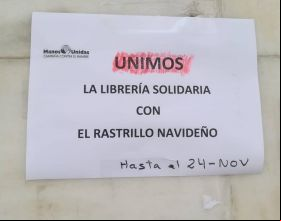 Manos Unidas
CAMPAÑA CONTRA EL HAMBRE
UNIMOS
LA LIBRERÍA SOLIDARIA
CON
EL RASTRILLO NAVIDEÑO
Hasta el 24-NOV